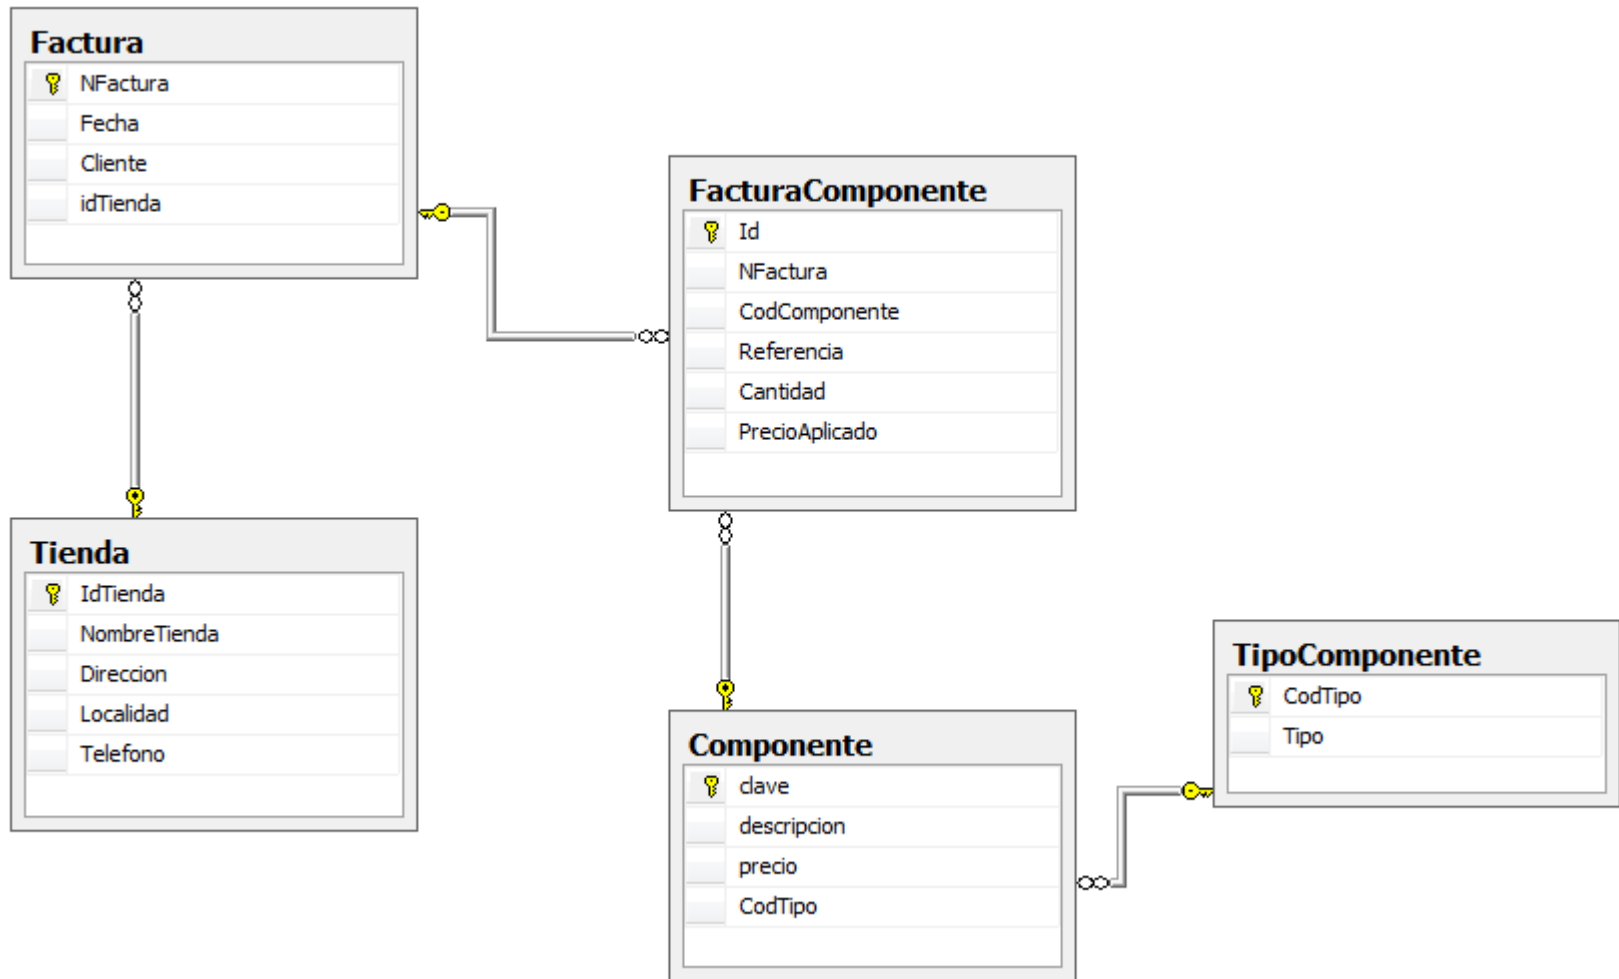 Factura
NFactura
Fecha
Cliente
idTienda
FacturaComponente
Id
NFactura
CodComponente
Referencia
Cantidad
PrecioAplicado
Tienda
IdTienda
NombreTienda
Direccion
Localidad
Telefono
Componente
clave
descripcion
precio
CodTipo
TipoComponente
CodTipo
Tipo